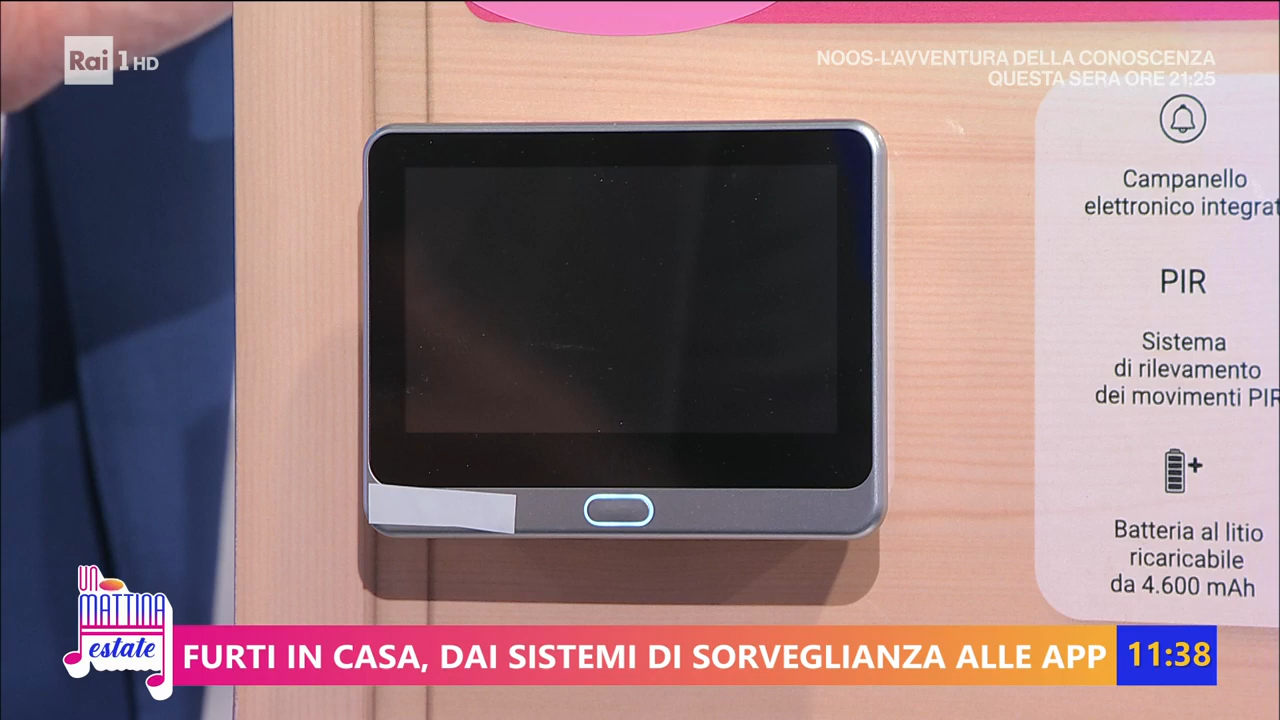 Rai 1 HD
NOOS-L'AVVENTURA DELLA CONOSCENZA
QUESTA SERA ORE 21:25
Campanello
elettronico integrat
PIR
Sistema
di rilevamento
dei movimenti PIR
Batteria al litio
ricaricabile
da 4.600 mAh
UN
MATTINA
estate
FURTI IN CASA, DAI SISTEMI DI SORVEGLIANZA ALLE APP
11:38